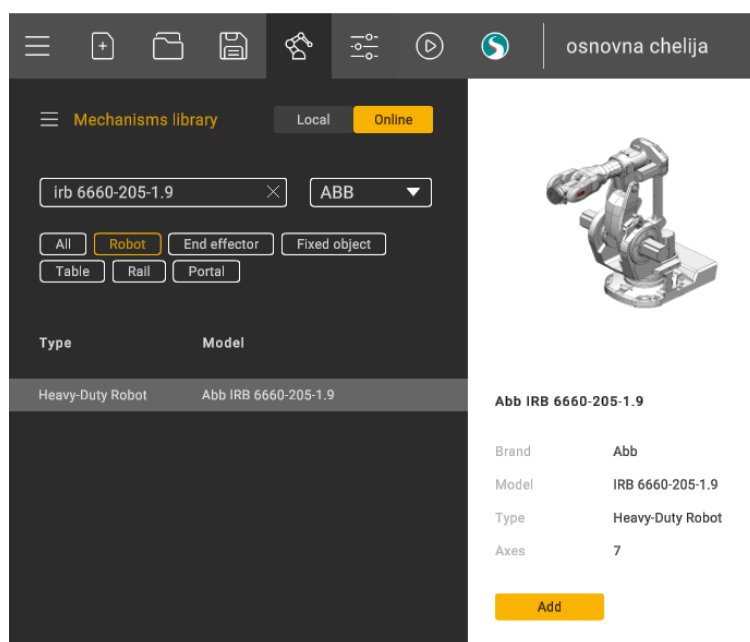 osnovna chelija
Mechanisms library
Local
Online
irb 6660-205-1.9
ABB
All
Robot
End effector
Fixed object
Table
Rail
Portal
Type
Model
Heavy-Duty Robot
Abb IRB 6660-205-1.9
Abb IRB 6660-205-1.9
Brand
Abb
Model
IRB 6660-205-1.9
Type
Heavy-Duty Robot
Axes
7
Add